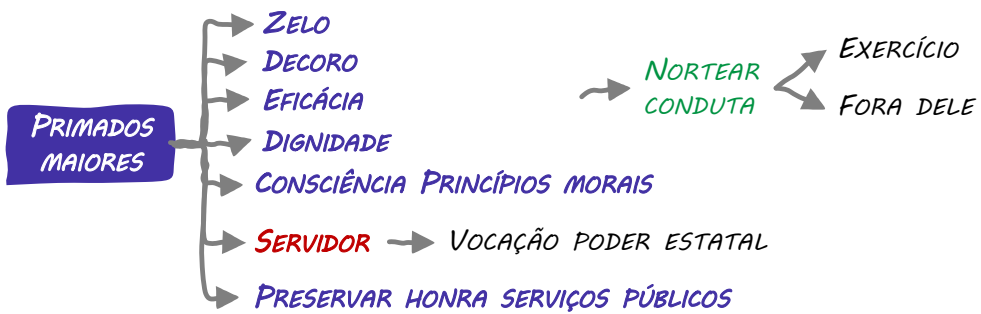 PRIMADOS
MAIORES
ZELO
DECORO
EFICÁCIA
DIGNIDADE
CONSCIÊNCIA PRINCÍPIOS MORAIS
SERVIDOR
VOCAÇÃO PODER ESTATAL
PRESERVAR HONRA SERVIÇOS PÚBLICOS
NORTEAR
CONDUTA
EXERCÍCIO
FORA DELE